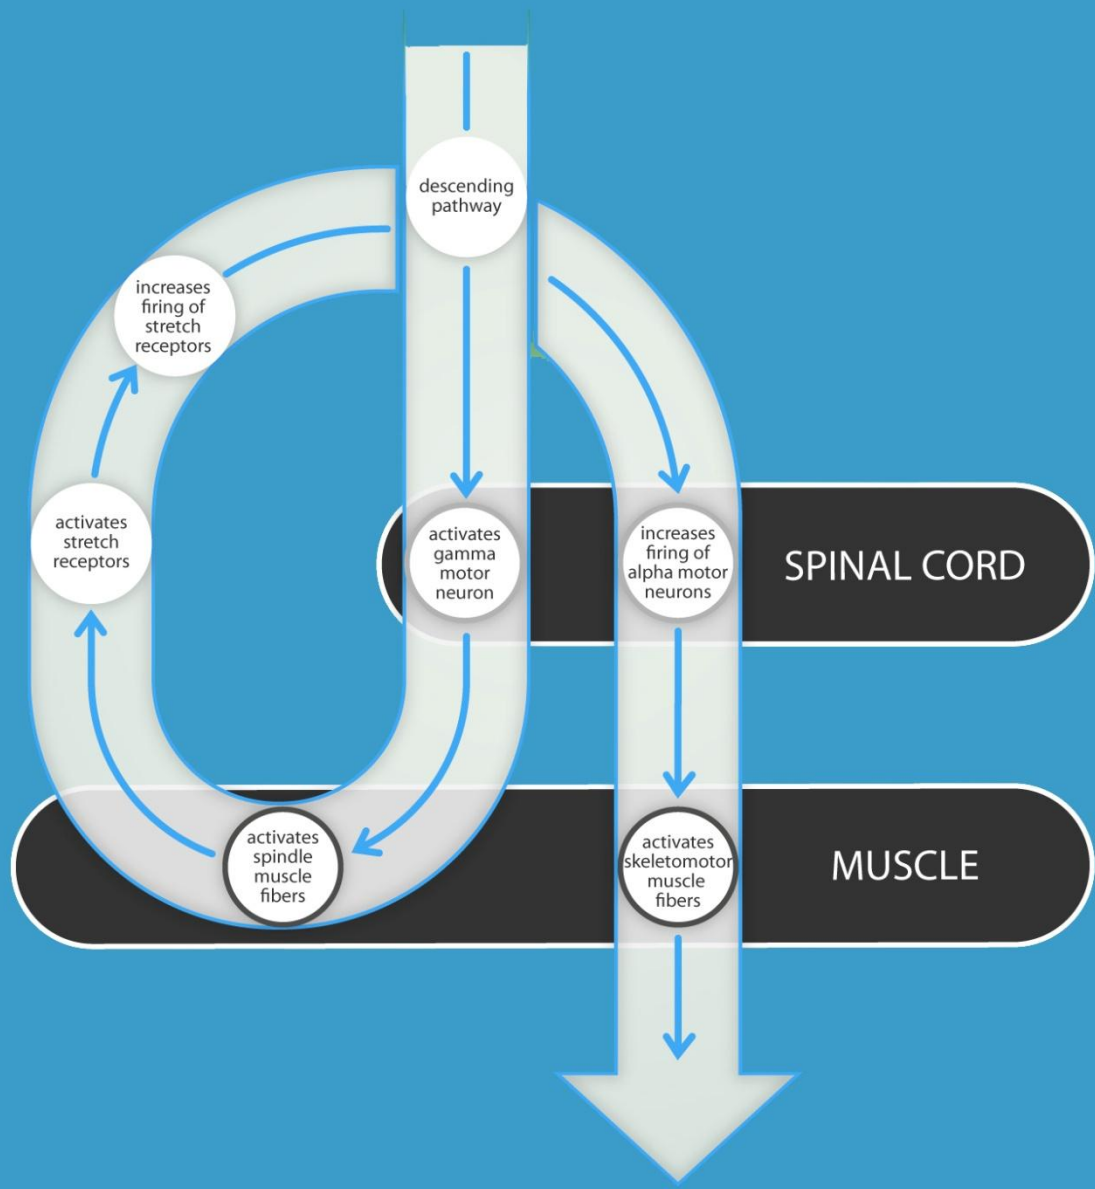 descending
pathway
increases
firing of
stretch
receptors
activates
stretch
receptors
activates
gamma
motor
neuron
increases
firing of
alpha motor
neurons
SPINAL CORD
activates
spindle
muscle
fibers
activates
skeletomotor
muscle
fibers
MUSCLE